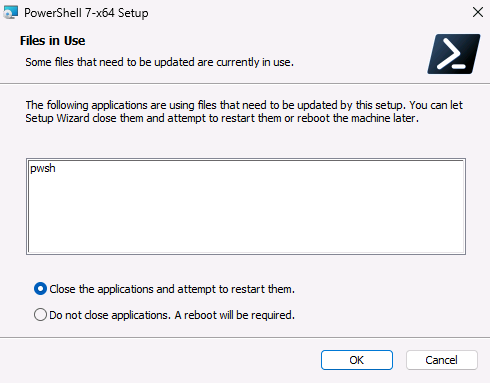 PowerShell 7-x64 Setup
Files in Use
Some files that need to be updated are currently in use.
The following applications are using files that need to be updated by this setup. You can let
Setup Wizard close them and attempt to restart them or reboot the machine later.
pwsh
Close the applications and attempt to restart them.
Do not close applications. A reboot will be required.
OK
Cancel